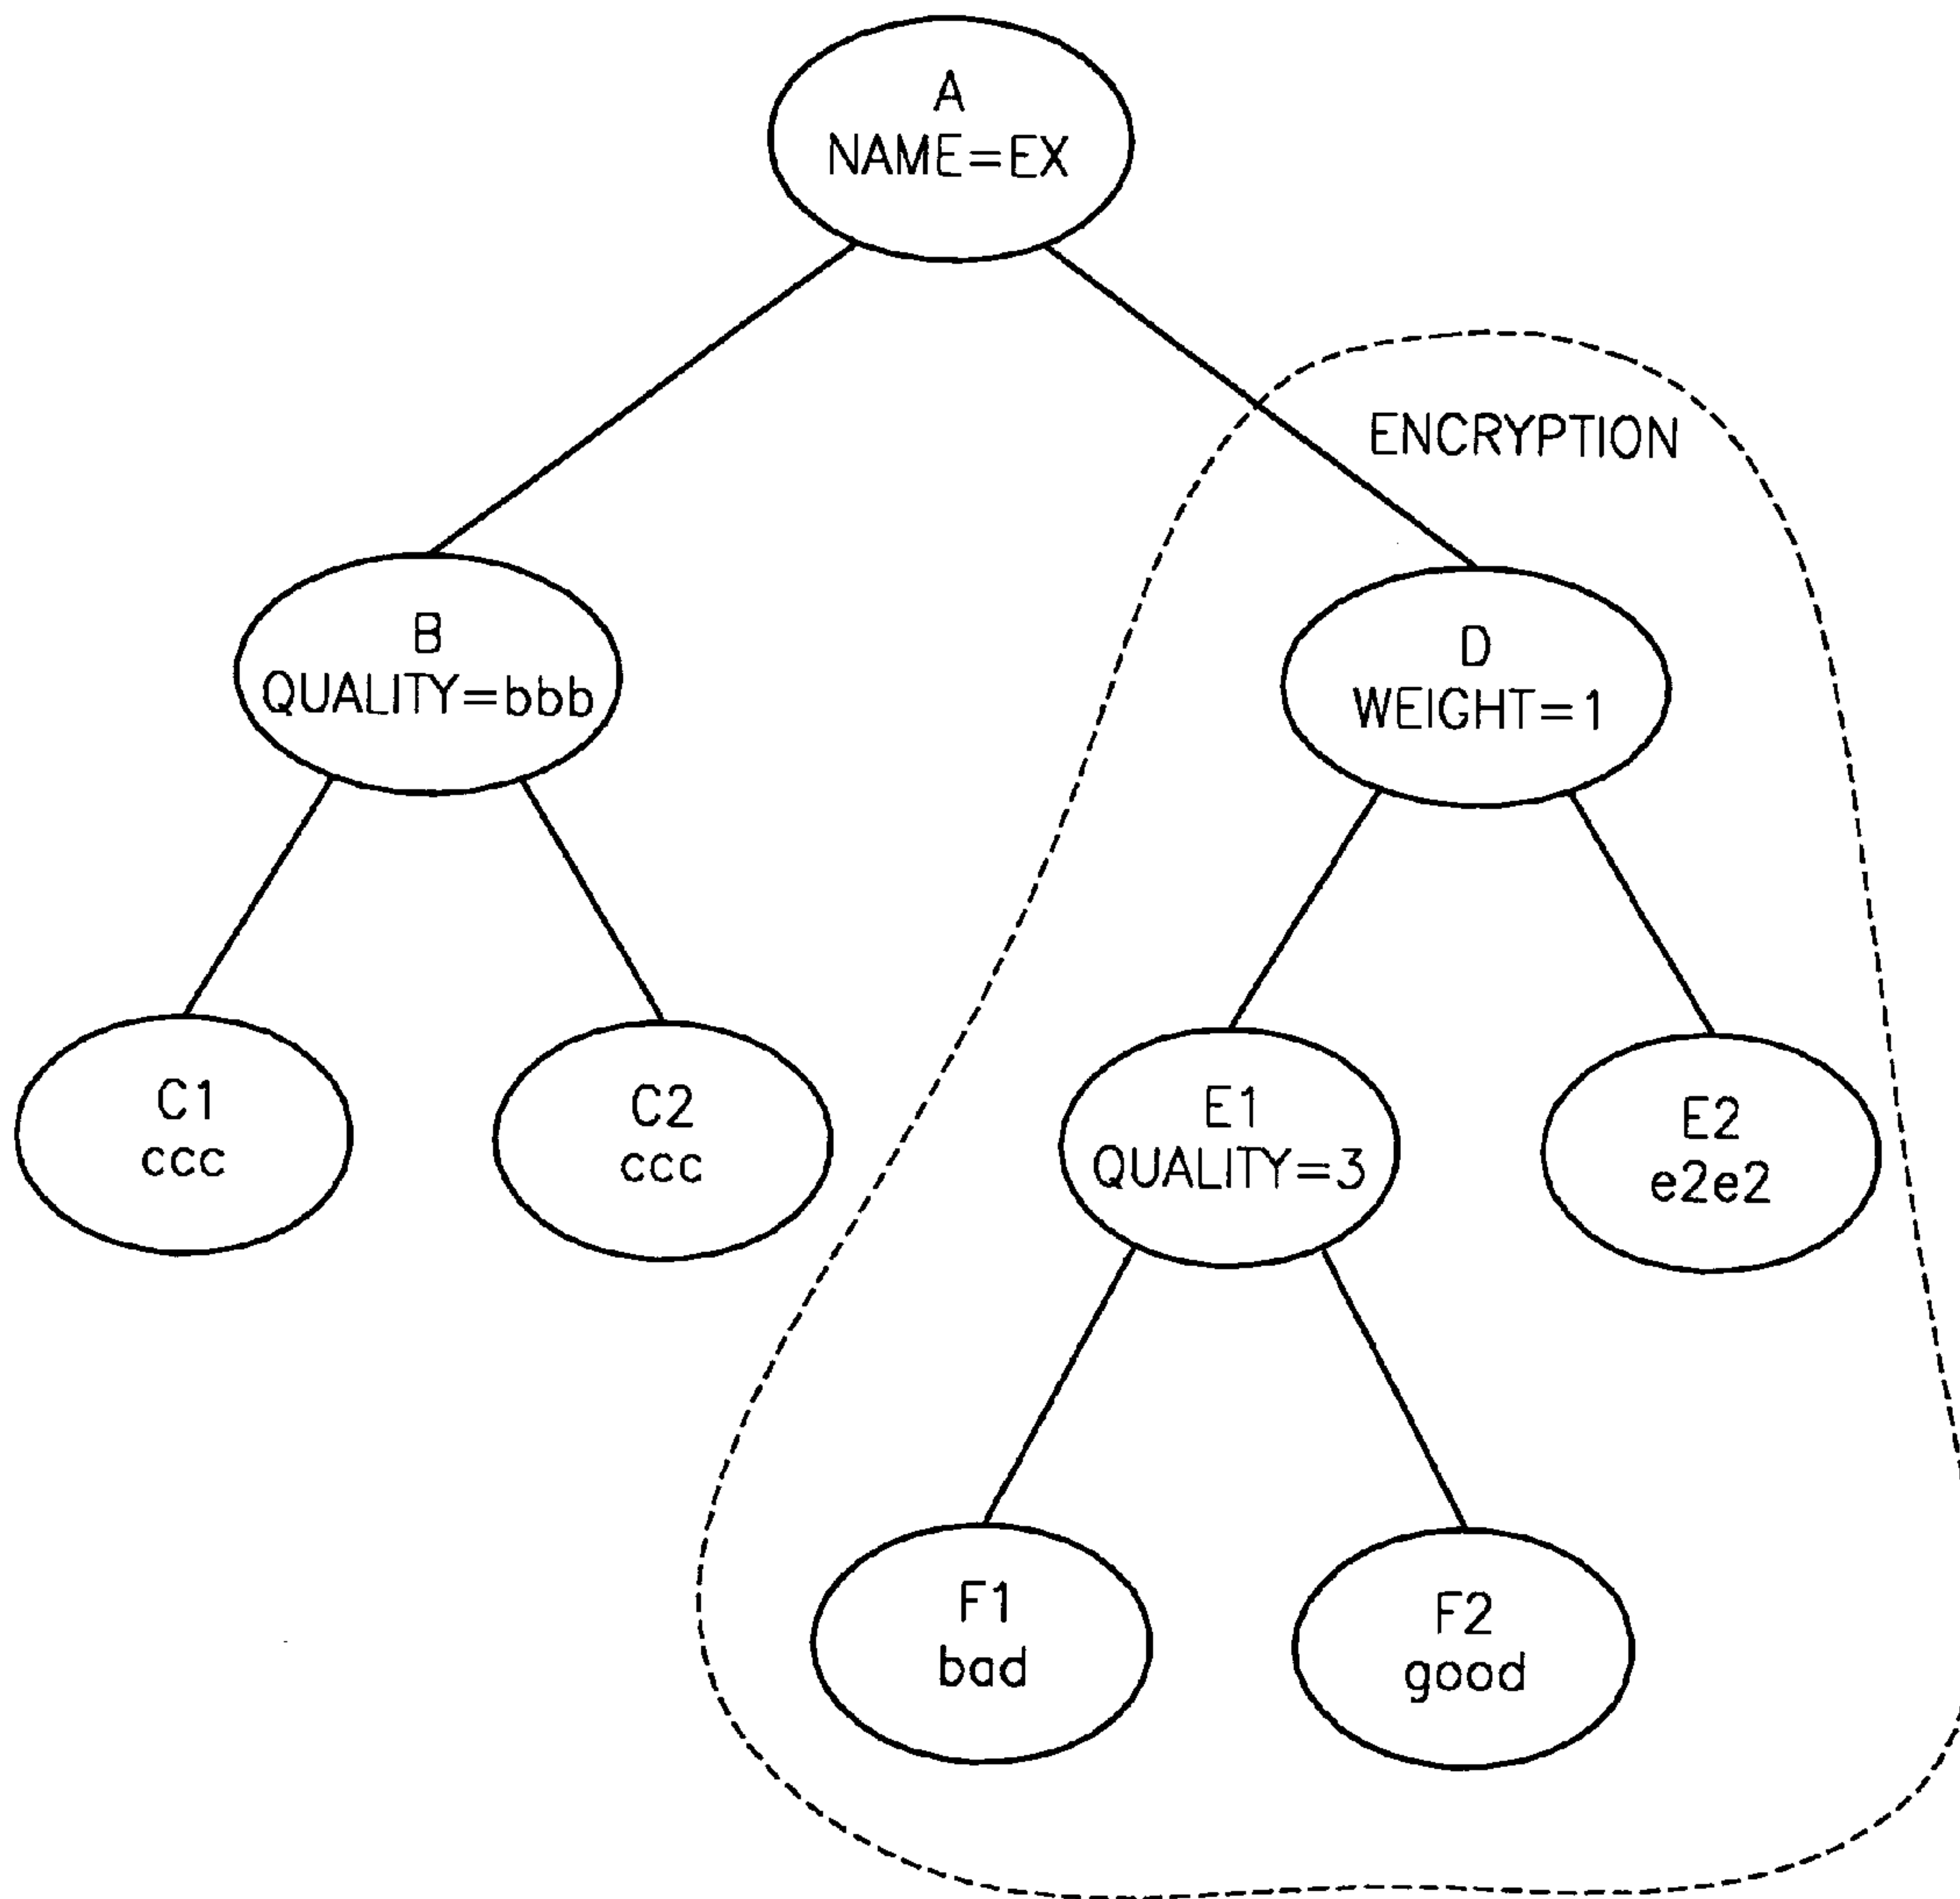 A
NAME=EX
ENCRYPTION
B
QUALITY=bbb
D
WEIGHT=1
C1
ccc
C2
ccc
E1
QUALITY=3
E2
e2e2
F1
bad
F2
good